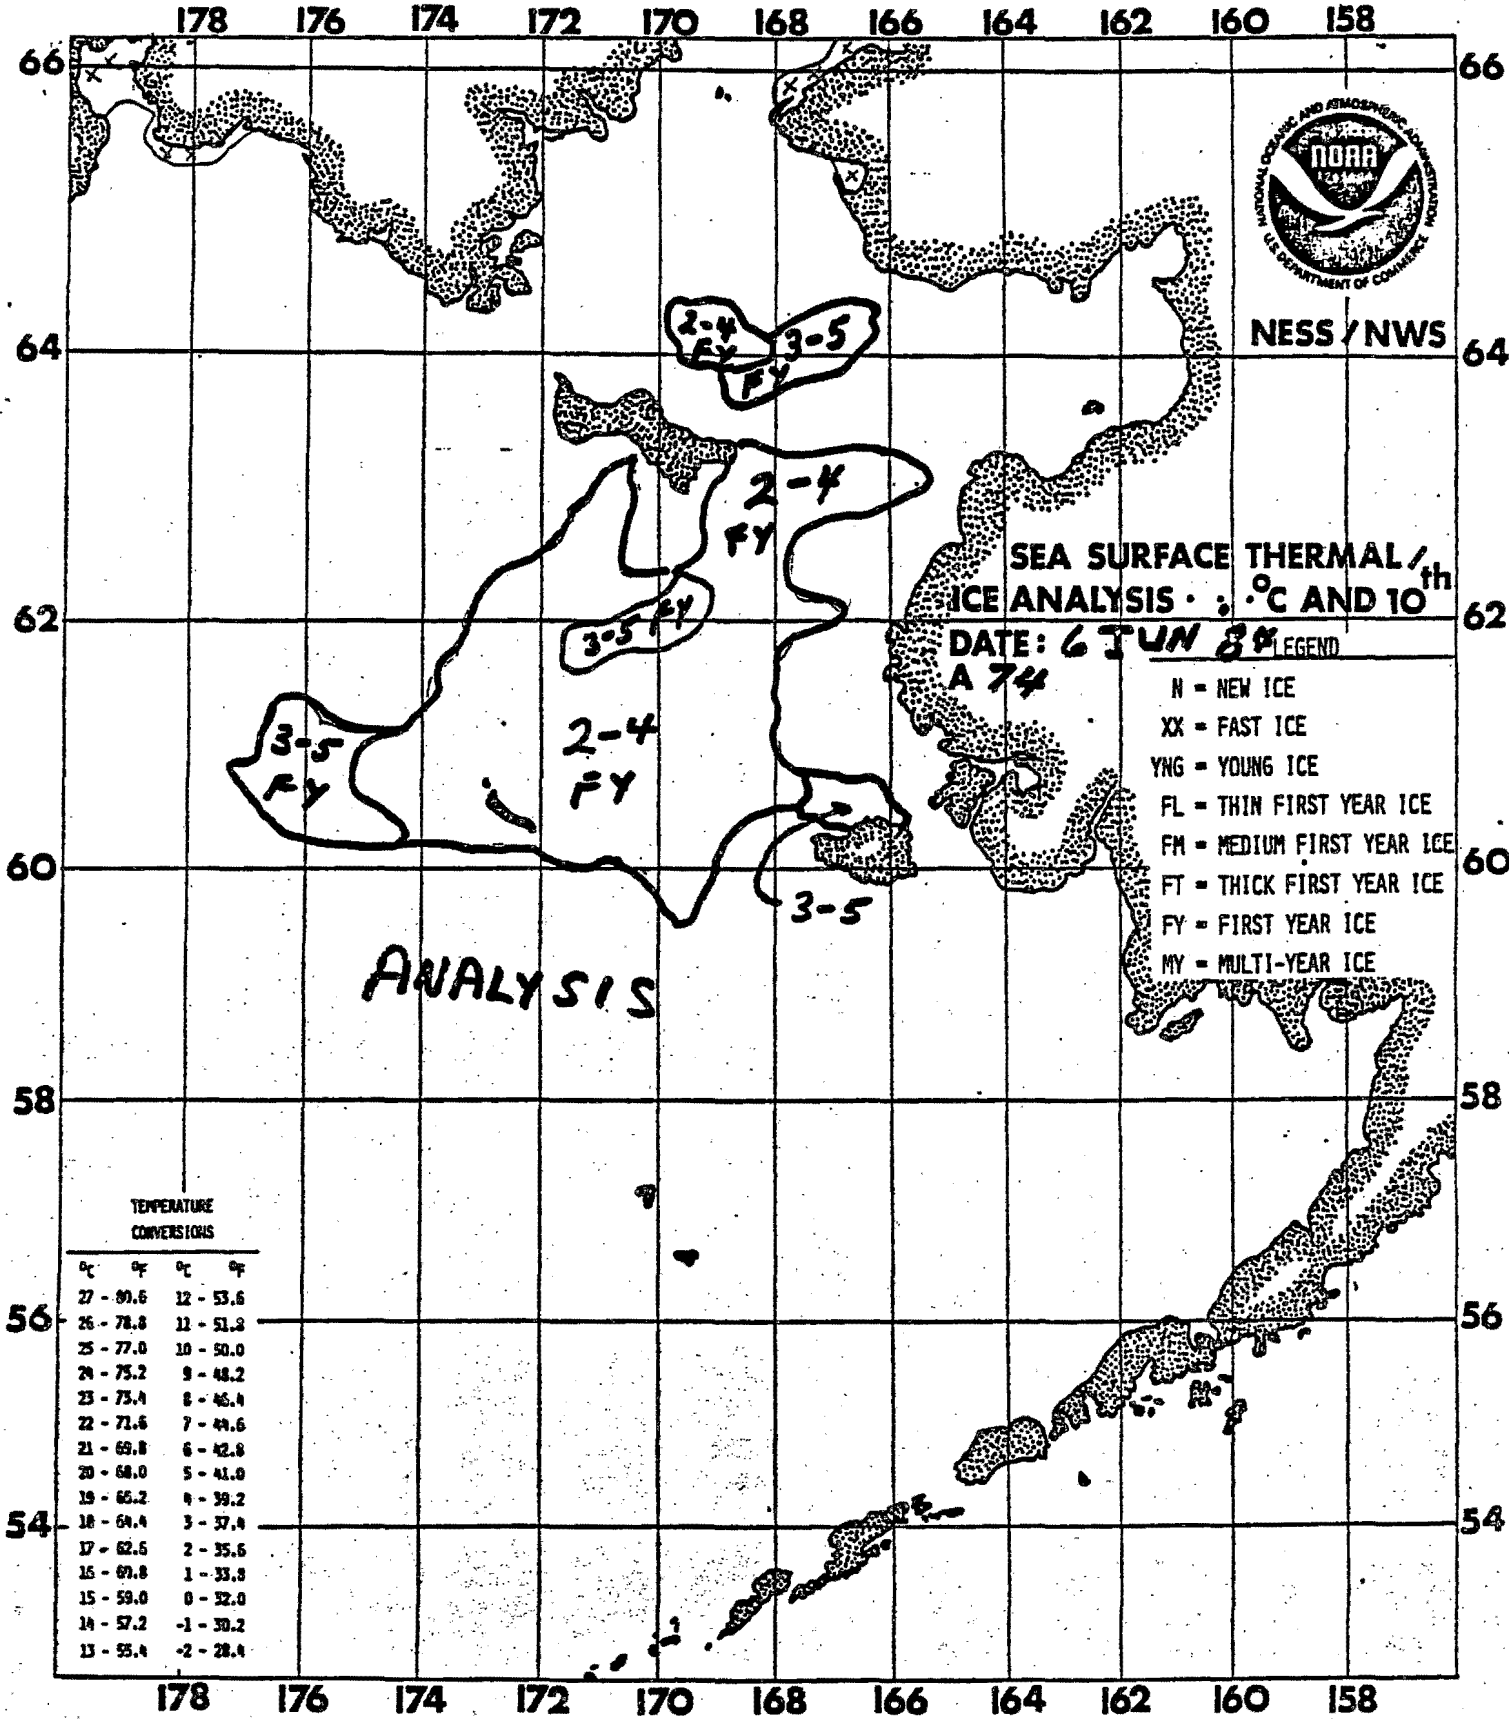 178 176 174 172 170 168 166 164 162 160 158
66 66
NATIONAL OCEANIC AND ATMOSPHERIC ADMINISTRATION
NOAA
U.S. DEPARTMENT OF COMMERCE
2-4
FY
3-5
FY
NESS/NWS
64 64
2-4
FY
SEA SURFACE THERMAL/
ICE ANALYSIS · : · °C AND 10th
62 62
3-5 FY
DATE: 6 JUN 84
A 74
LEGEND
N = NEW ICE
XX = FAST ICE
YNG = YOUNG ICE
FL = THIN FIRST YEAR ICE
FM = MEDIUM FIRST YEAR ICE
FT = THICK FIRST YEAR ICE
FY = FIRST YEAR ICE
MY = MULTI-YEAR ICE
3-5
FY
2-4
FY
60 60
3-5
ANALYSIS
58 58
TEMPERATURE
CONVERSIONS
°C °F °C °F
27 - 80.6 12 - 53.6
26 - 78.8 11 - 51.8
25 - 77.0 10 - 50.0
24 - 75.2 9 - 48.2
23 - 73.4 8 - 46.4
22 - 71.6 7 - 44.6
21 - 69.8 6 - 42.8
20 - 68.0 5 - 41.0
19 - 66.2 4 - 39.2
18 - 64.4 3 - 37.4
17 - 62.6 2 - 35.6
16 - 60.8 1 - 33.8
15 - 59.0 0 - 32.0
14 - 57.2 -1 - 30.2
13 - 55.4 -2 - 28.4
56 56
54 54
178 176 174 172 170 168 166 164 162 160 158